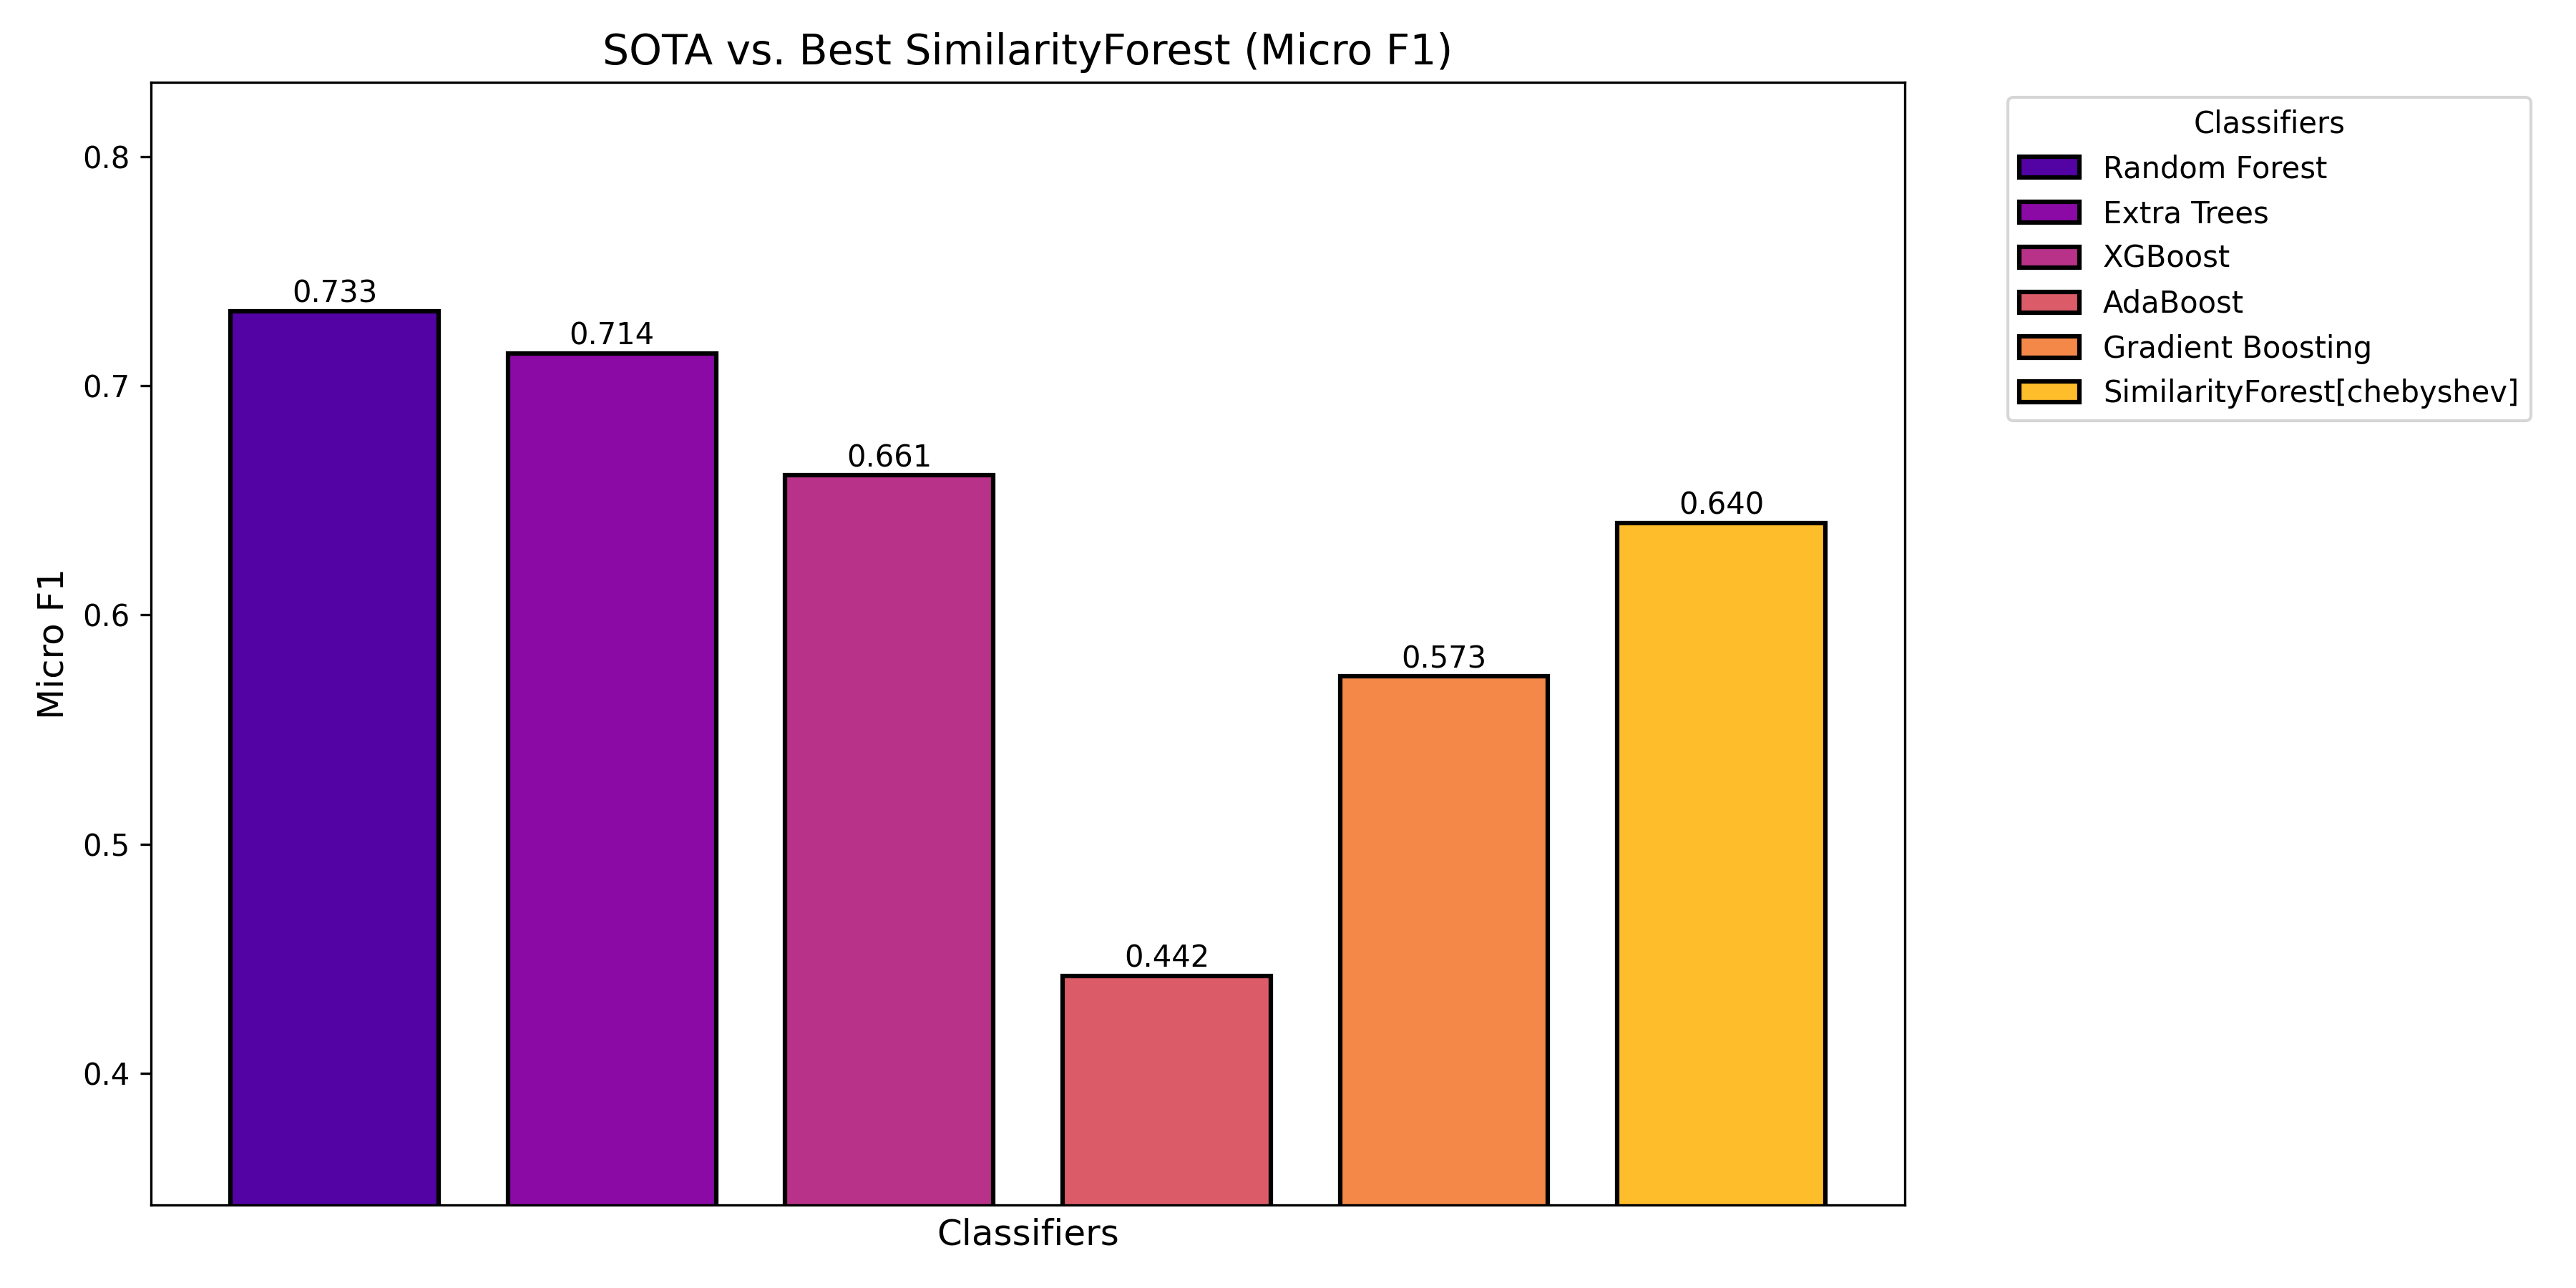 SOTA vs. Best SimilarityForest (Micro F1)
Micro F1
0.8
0.7
0.6
0.5
0.4
0.733
0.714
0.661
0.442
0.573
0.640
Classifiers
Classifiers
Random Forest
Extra Trees
XGBoost
AdaBoost
Gradient Boosting
SimilarityForest[chebyshev]